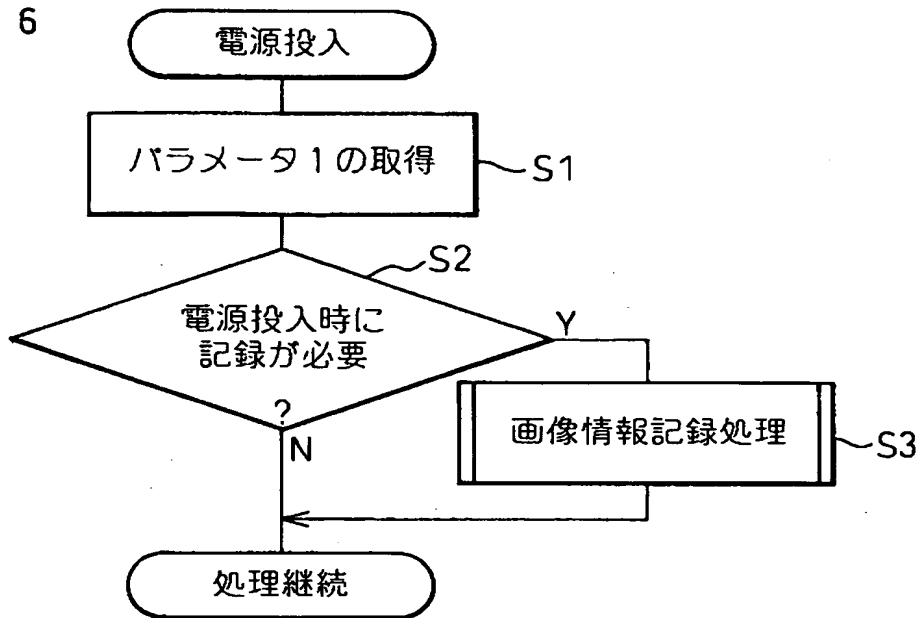 6
電源投入
パラメータ1の取得
S1
S2
電源投入時に
記録が必要
?
Y
N
画像情報記録処理
S3
処理継続